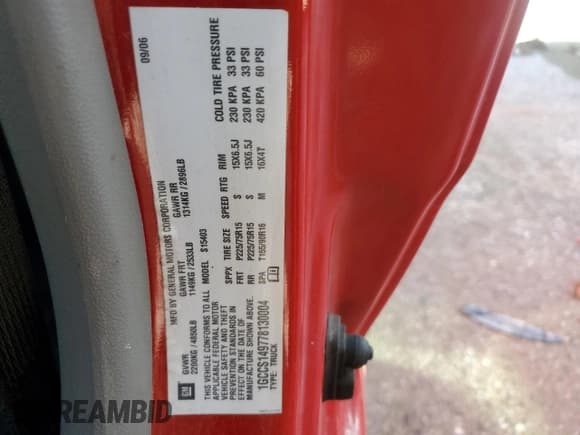 09/06
MFD BY GENERAL MOTORS CORPORATION
GVWR GAWR FRT GAWR RR
2200KG / 4850LB 1149KG / 2533LB 1314KG / 2896LB
THIS VEHICLE CONFORMS TO ALL
APPLICABLE FEDERAL MOTOR
VEHICLE SAFETY AND THEFT
PREVENTION STANDARDS IN
EFFECT ON THE DATE OF
MANUFACTURE SHOWN ABOVE.
1GCCS149778130004
TYPE: TRUCK
MODEL S15403
SPPX TIRE SIZE SPEED RTG RIM COLD TIRE PRESSURE
FRT P225/75R15 S 15X6.5J 230 KPA 33 PSI
RR P225/75R15 S 15X6.5J 230 KPA 33 PSI
SPA T155/90R16 M 16X4T 420 KPA 60 PSI
GM
STREAMBID